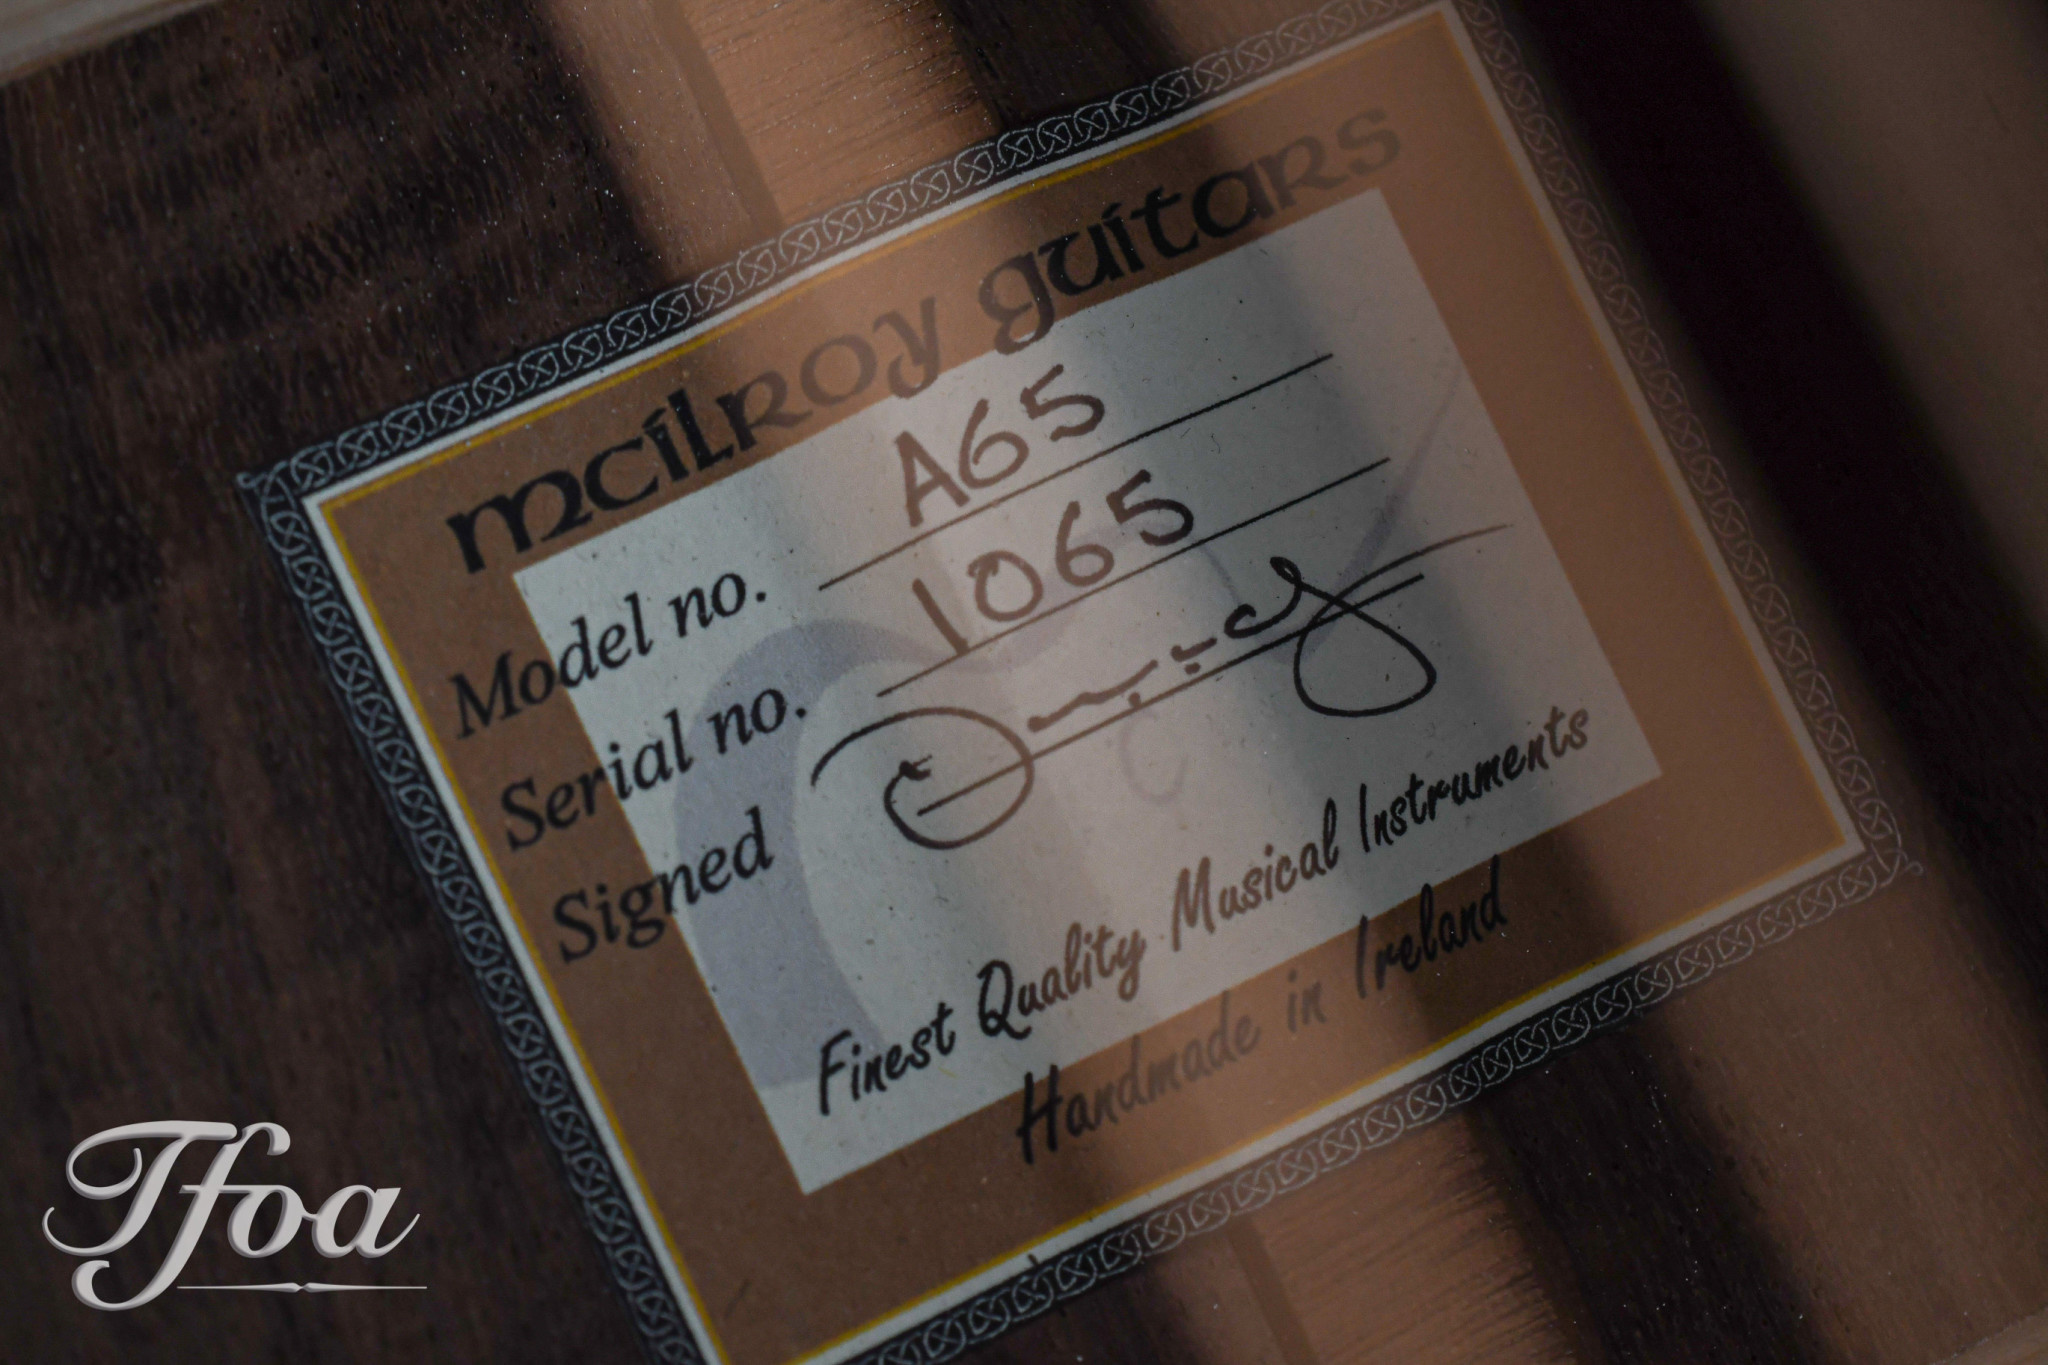 mcilroy guitars
Model no. A65
Serial no. 1065
Signed
Finest Quality Musical Instruments
Handmade in Ireland
Tfoa